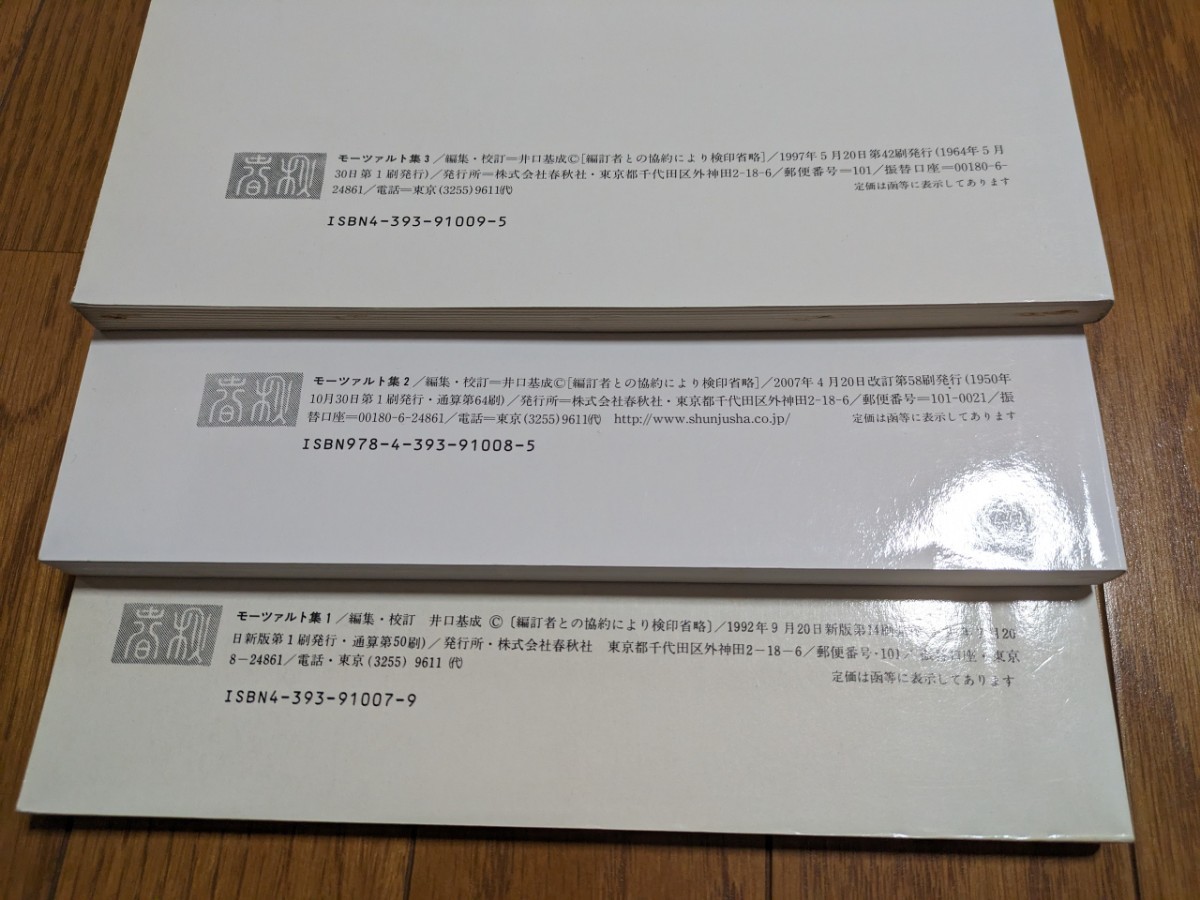 春秋
モーツァルト集3／編集・校訂＝井口基成©[編訂者との協約により検印省略]／1997年5月20日第42刷発行(1964年5月
30日第1刷発行)／発行所＝株式会社春秋社・東京都千代田区外神田2-18-6／郵便番号＝101／振替口座＝00180-6-
24861／電話＝東京(3255)9611㈹
定価は函等に表示してあります
ISBN4-393-91009-5
春秋
モーツァルト集2／編集・校訂＝井口基成©[編訂者との協約により検印省略]／2007年4月20日改訂第58刷発行(1950年
10月30日第1刷発行・通算第64刷)／発行所＝株式会社春秋社・東京都千代田区外神田2-18-6／郵便番号＝101-0021／振
替口座＝00180-6-24861／電話＝東京(3255)9611㈹ http://www.shunjusha.co.jp/
定価は函等に表示してあります
ISBN978-4-393-91008-5
春秋
モーツァルト集1／編集・校訂 井口基成 ©〔編訂者との協約により検印省略〕／1992年9月20日新版第14刷 月20
日新版第1刷発行・通算第50刷)／発行所・株式会社春秋社 東京都千代田区外神田2-18-6／郵便番号・101／振替口座・東京
8-24861／電話・東京(3255) 9611 ㈹
定価は函等に表示してあります
ISBN4-393-91007-9